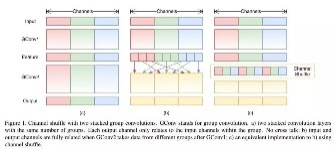 Channels
Channels
Channels
Input
GConv1
Feature
GConv2
Output
Channel
Shuffle
(a)
(b)
(c)
Figure 1. Channel shuffle with two stacked group convolutions. GConv stands for group convolution. a) two stacked convolution layers
with the same number of groups. Each output channel only relates to the input channels within the group. No cross talk; b) input and
output channels are fully related when GConv2 takes data from different groups after GConv1; c) an equivalent implementation to b) using
channel shuffle.